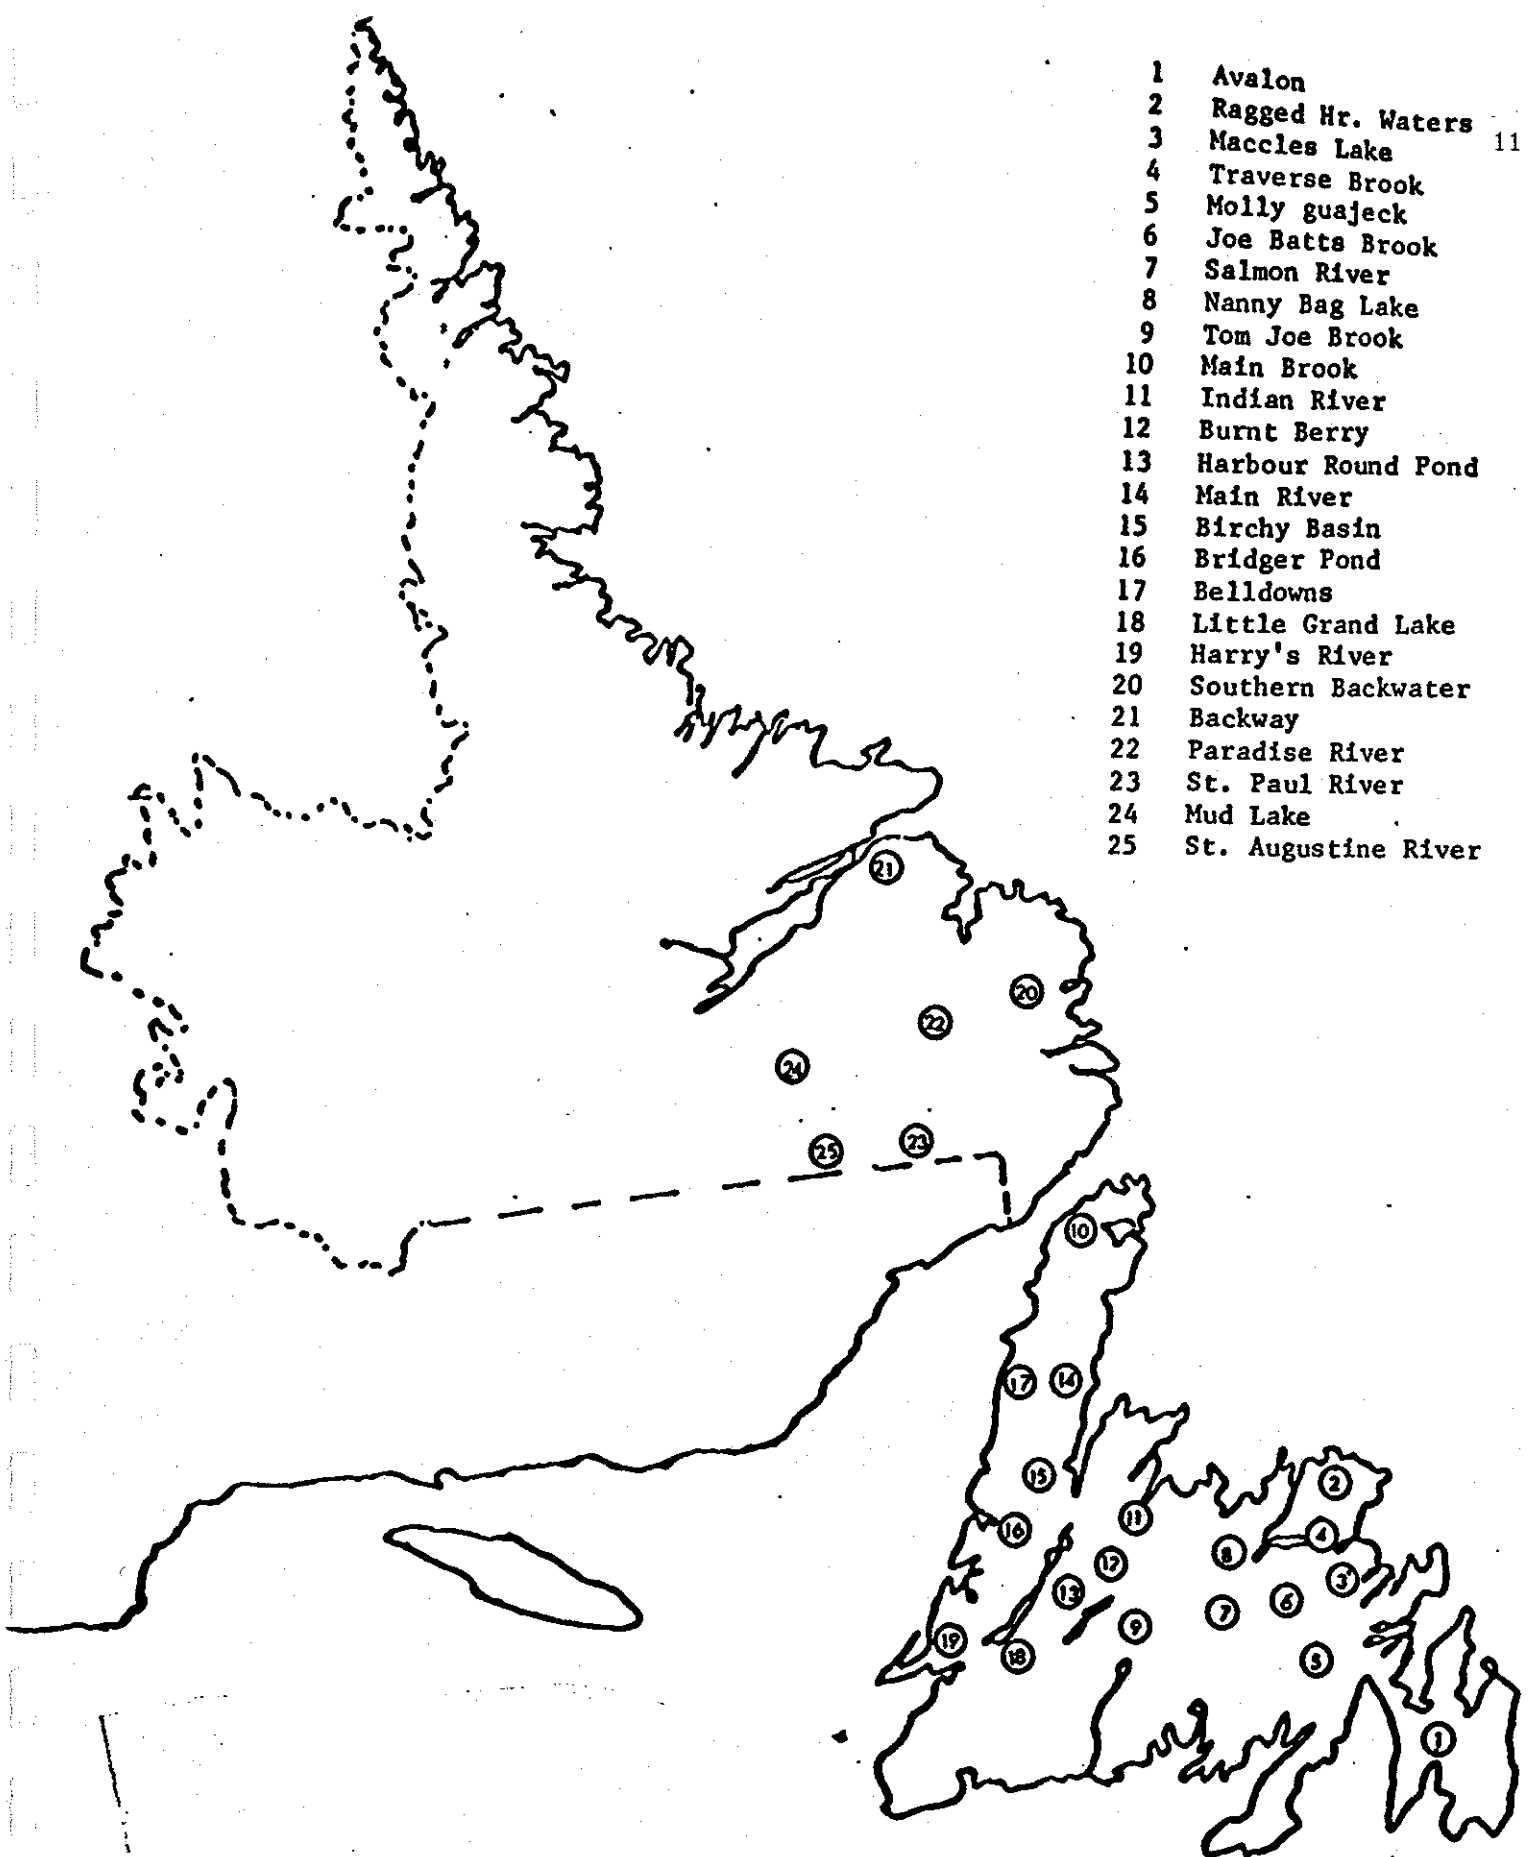 1 Avalon
2 Ragged Hr. Waters
11
3 Maccles Lake
4 Traverse Brook
5 Molly guajeck
6 Joe Batts Brook
7 Salmon River
8 Nanny Bag Lake
9 Tom Joe Brook
10 Main Brook
11 Indian River
12 Burnt Berry
13 Harbour Round Pond
14 Main River
15 Birchy Basin
16 Bridger Pond
17 Belldowns
18 Little Grand Lake
19 Harry's River
20 Southern Backwater
21 Backway
22 Paradise River
23 St. Paul River
24 Mud Lake
25 St. Augustine River
21
20
22
24
23
25
10
17 14
15
2
11
16
4
8
12
3
13
6
7
9
19
18
5
1